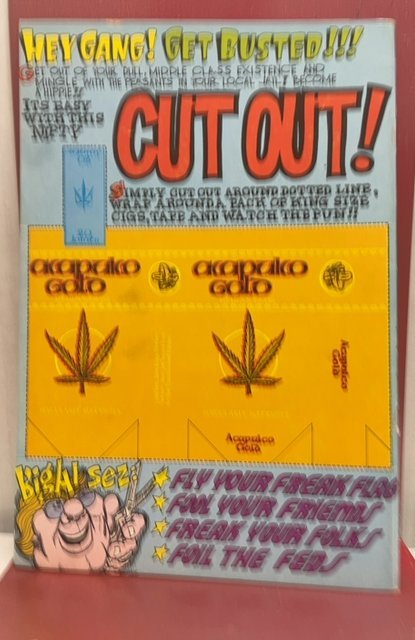 HEY GANG! GET BUSTED!!!
GET OUT OF YOUR DULL, MIDDLE CLASS EXISTENCE AND
MINGLE WITH THE PEASANTS IN YOUR LOCAL JAIL! BECOME
A HIPPIE!!
ITS EASY
WITH THIS
NIFTY
CUT OUT!
SIMPLY CUT OUT AROUND DOTTED LINE,
WRAP AROUND A PACK OF KING SIZE
CIGS, TAPE AND WATCH THE FUN!!
Acapulco
Gold
Acapulco
Gold
Acapulco
Gold
Acapulco
Gold
Big Al sez:
FLY YOUR FREAK FLAG
FOOL YOUR FRIENDS
FREAK YOUR FOLKS
FOIL THE FEDS